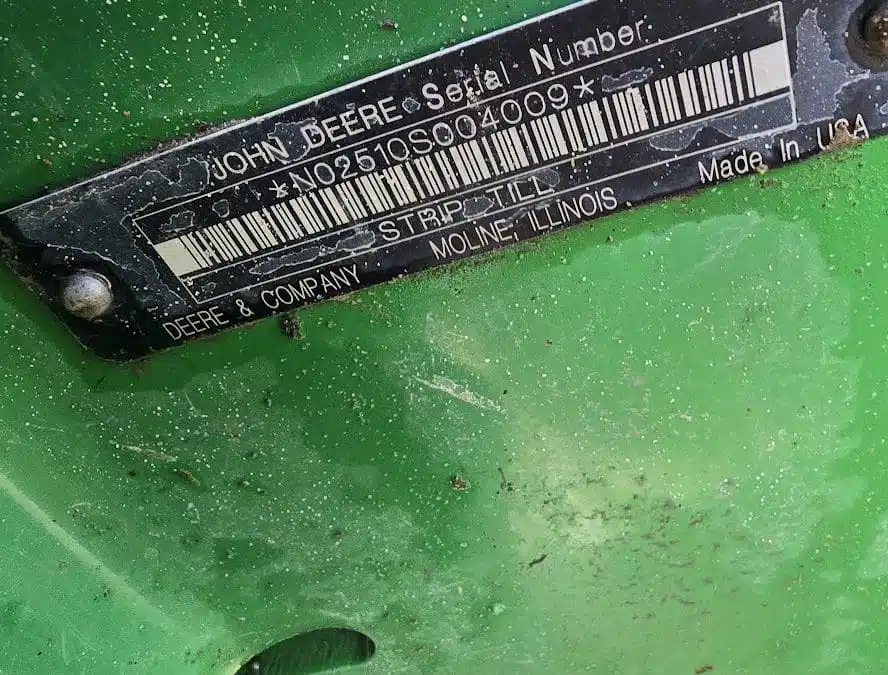 JOHN DEERE Serial Number
*N02510S004009*
STRIP TILL
DEERE & COMPANY MOLINE, ILLINOIS Made In USA